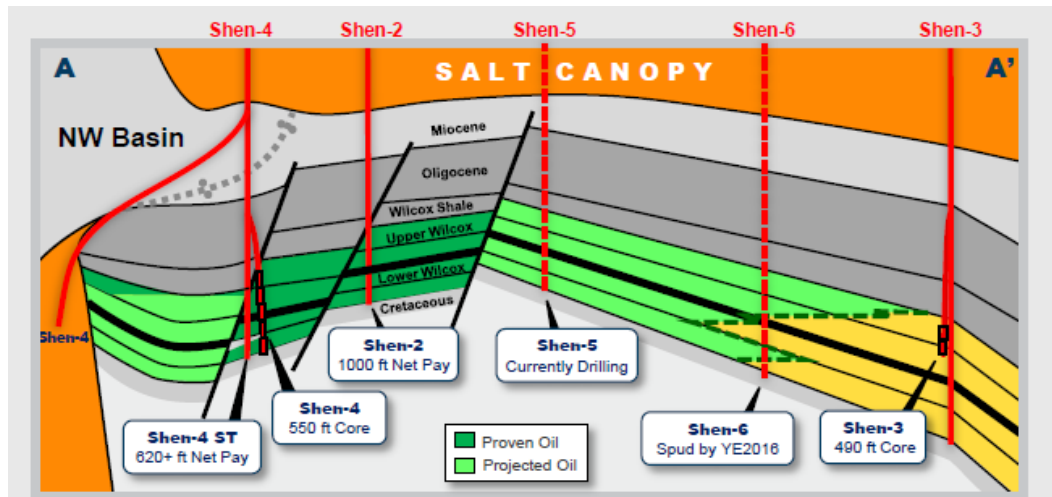 Shen-4
Shen-2
Shen-5
Shen-6
Shen-3
A
SALT CANOPY
A'
NW Basin
Miocene
Oligocene
Wilcox Shale
Upper Wilcox
Lower Wilcox
Cretaceous
Shen-4
Shen-2
1000 ft Net Pay
Shen-5
Currently Drilling
Shen-4
550 ft Core
Shen-4 ST
620+ ft Net Pay
Proven Oil
Projected Oil
Shen-6
Spud by YE2016
Shen-3
490 ft Core